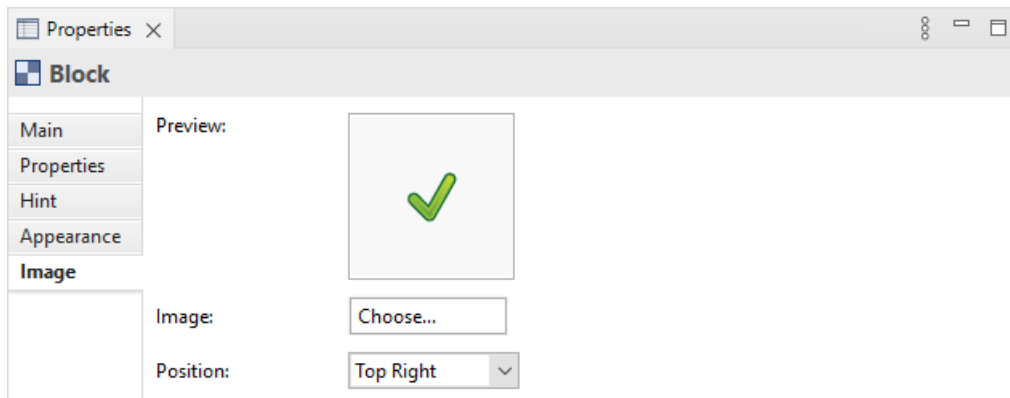 Properties
Block
Main
Properties
Hint
Appearance
Image
Preview:
Image:
Choose...
Position:
Top Right